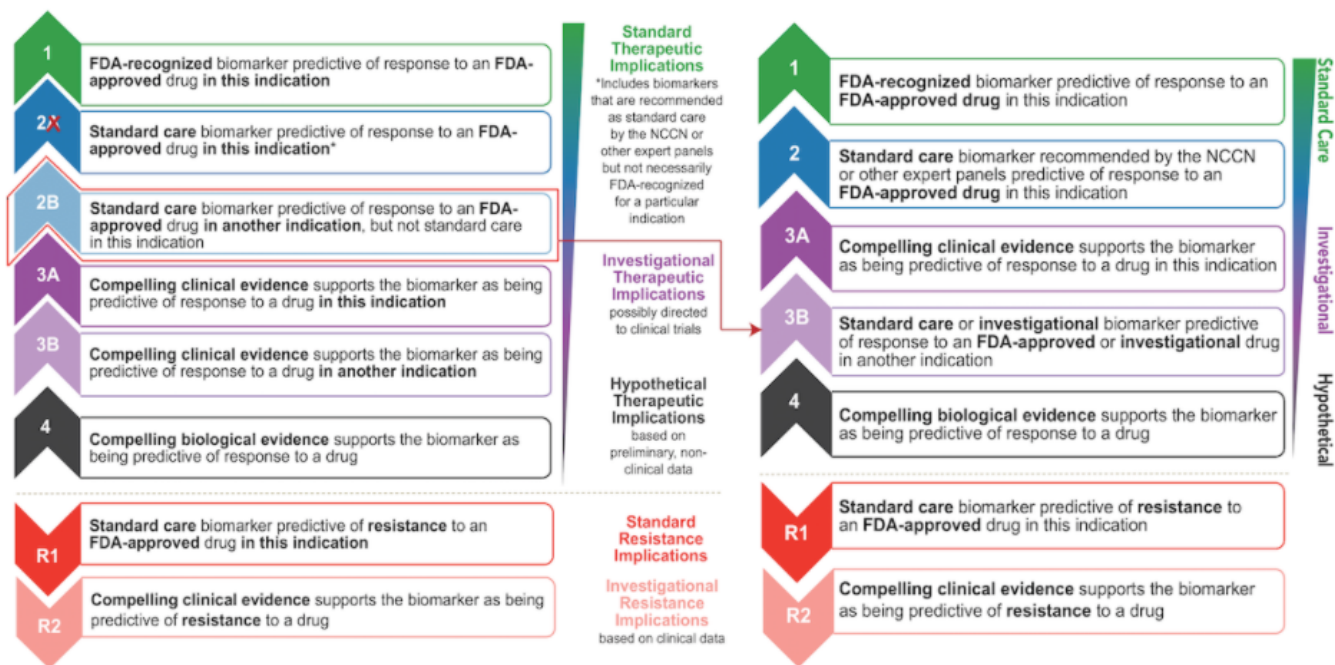 1
FDA-recognized biomarker predictive of response to an FDA-
approved drug in this indication
2X
Standard care biomarker predictive of response to an FDA-
approved drug in this indication*
2B
Standard care biomarker predictive of response to an FDA-
approved drug in another indication, but not standard care
in this indication
3A
Compelling clinical evidence supports the biomarker as being
predictive of response to a drug in this indication
3B
Compelling clinical evidence supports the biomarker as being
predictive of response to a drug in another indication
4
Compelling biological evidence supports the biomarker as
being predictive of response to a drug
R1
Standard care biomarker predictive of resistance to an
FDA-approved drug in this indication
R2
Compelling clinical evidence supports the biomarker as being
predictive of resistance to a drug
Standard
Therapeutic
Implications
*Includes biomarkers
that are recommended
as standard care
by the NCCN or
other expert panels
but not necessarily
FDA-recognized
for a particular
indication
Investigational
Therapeutic
Implications
possibly directed
to clinical trials
Hypothetical
Therapeutic
Implications
based on
preliminary, non-
clinical data
Standard
Resistance
Implications
Investigational
Resistance
Implications
based on clinical data
1
FDA-recognized biomarker predictive of response to an
FDA-approved drug in this indication
2
Standard care biomarker recommended by the NCCN
or other expert panels predictive of response to an
FDA-approved drug in this indication
3A
Compelling clinical evidence supports the biomarker
as being predictive of response to a drug in this indication
3B
Standard care or investigational biomarker predictive
of response to an FDA-approved or investigational drug
in another indication
4
Compelling biological evidence supports the biomarker
as being predictive of response to a drug
R1
Standard care biomarker predictive of resistance to
an FDA-approved drug in this indication
R2
Compelling clinical evidence supports the biomarker
as being predictive of resistance to a drug
Standard Care
Investigational
Hypothetical